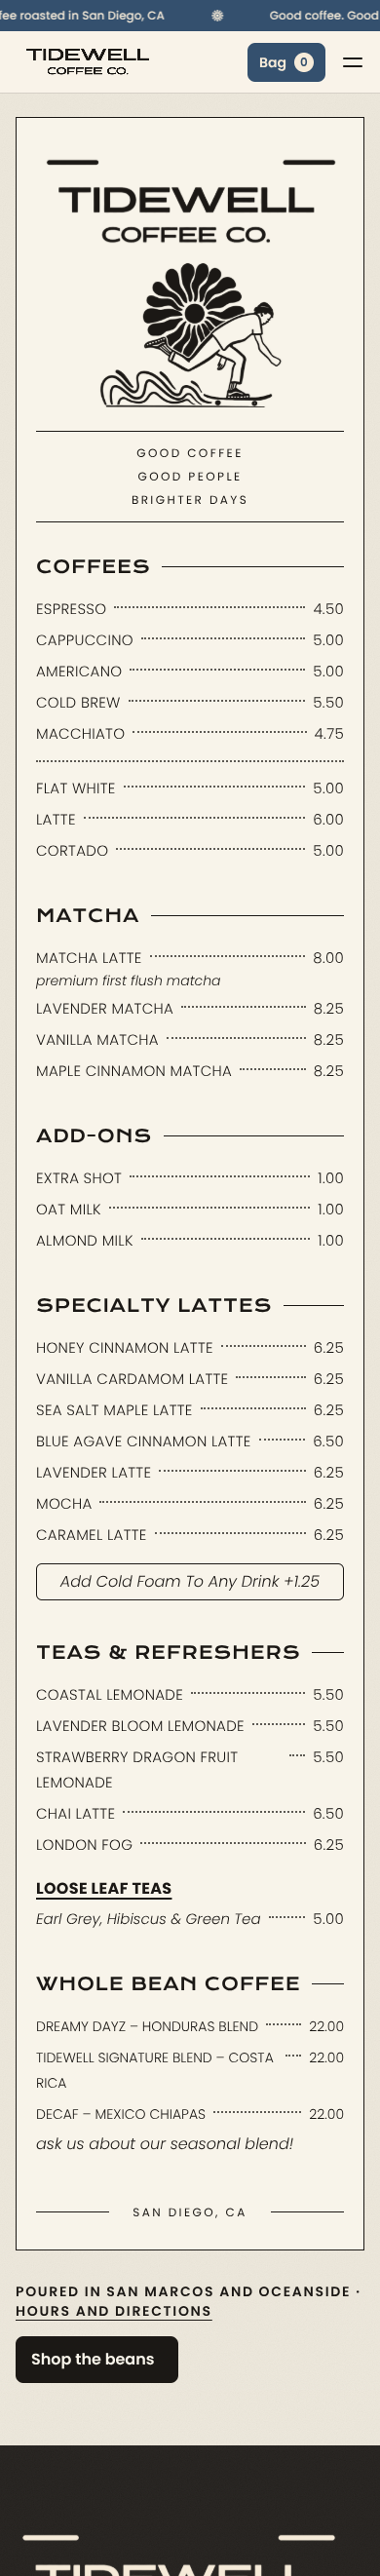 fee roasted in San Diego, CA Good coffee. Good
TIDEWELL
COFFEE CO.
Bag 0
TIDEWELL
COFFEE CO.
GOOD COFFEE
GOOD PEOPLE
BRIGHTER DAYS
COFFEES
ESPRESSO 4.50
CAPPUCCINO 5.00
AMERICANO 5.00
COLD BREW 5.50
MACCHIATO 4.75
FLAT WHITE 5.00
LATTE 6.00
CORTADO 5.00
MATCHA
MATCHA LATTE 8.00
premium first flush matcha
LAVENDER MATCHA 8.25
VANILLA MATCHA 8.25
MAPLE CINNAMON MATCHA 8.25
ADD-ONS
EXTRA SHOT 1.00
OAT MILK 1.00
ALMOND MILK 1.00
SPECIALTY LATTES
HONEY CINNAMON LATTE 6.25
VANILLA CARDAMOM LATTE 6.25
SEA SALT MAPLE LATTE 6.25
BLUE AGAVE CINNAMON LATTE 6.50
LAVENDER LATTE 6.25
MOCHA 6.25
CARAMEL LATTE 6.25
Add Cold Foam To Any Drink +1.25
TEAS & REFRESHERS
COASTAL LEMONADE 5.50
LAVENDER BLOOM LEMONADE 5.50
STRAWBERRY DRAGON FRUIT 5.50
LEMONADE
CHAI LATTE 6.50
LONDON FOG 6.25
LOOSE LEAF TEAS
Earl Grey, Hibiscus & Green Tea 5.00
WHOLE BEAN COFFEE
DREAMY DAYZ – HONDURAS BLEND 22.00
TIDEWELL SIGNATURE BLEND – COSTA 22.00
RICA
DECAF – MEXICO CHIAPAS 22.00
ask us about our seasonal blend!
SAN DIEGO, CA
POURED IN SAN MARCOS AND OCEANSIDE ·
HOURS AND DIRECTIONS
Shop the beans
TIDEWELL